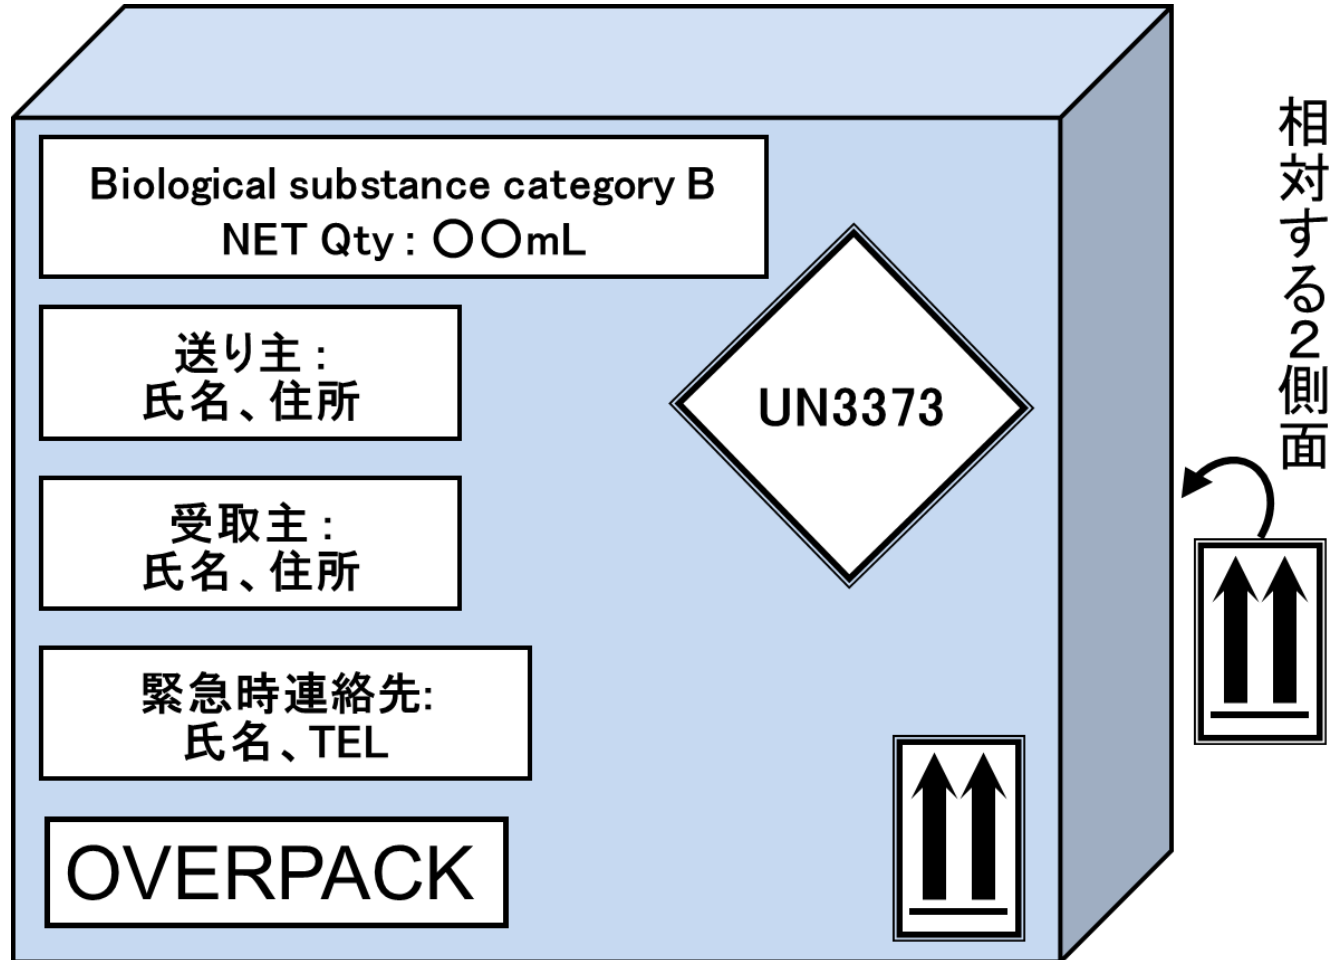 Biological substance category B
NET Qty : 〇〇mL
送り主 :
氏名、住所
受取主 :
氏名、住所
緊急時連絡先:
氏名、TEL
OVERPACK
UN3373
相対する2側面